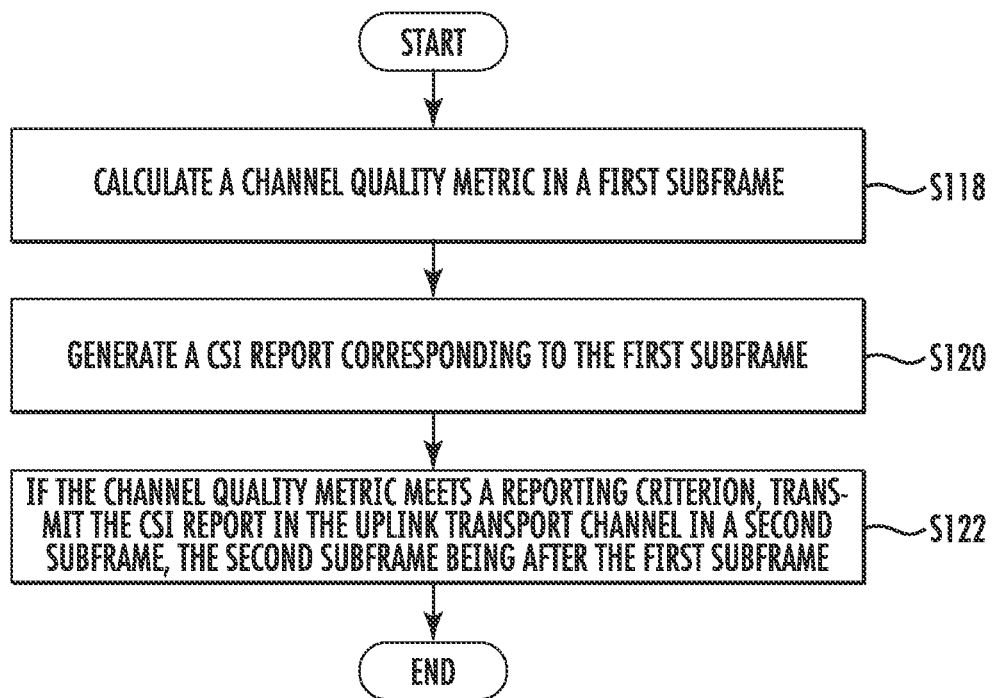 START
CALCULATE A CHANNEL QUALITY METRIC IN A FIRST SUBFRAME
S118
GENERATE A CSI REPORT CORRESPONDING TO THE FIRST SUBFRAME
S120
IF THE CHANNEL QUALITY METRIC MEETS A REPORTING CRITERION, TRANS-
MIT THE CSI REPORT IN THE UPLINK TRANSPORT CHANNEL IN A SECOND
SUBFRAME, THE SECOND SUBFRAME BEING AFTER THE FIRST SUBFRAME
S122
END